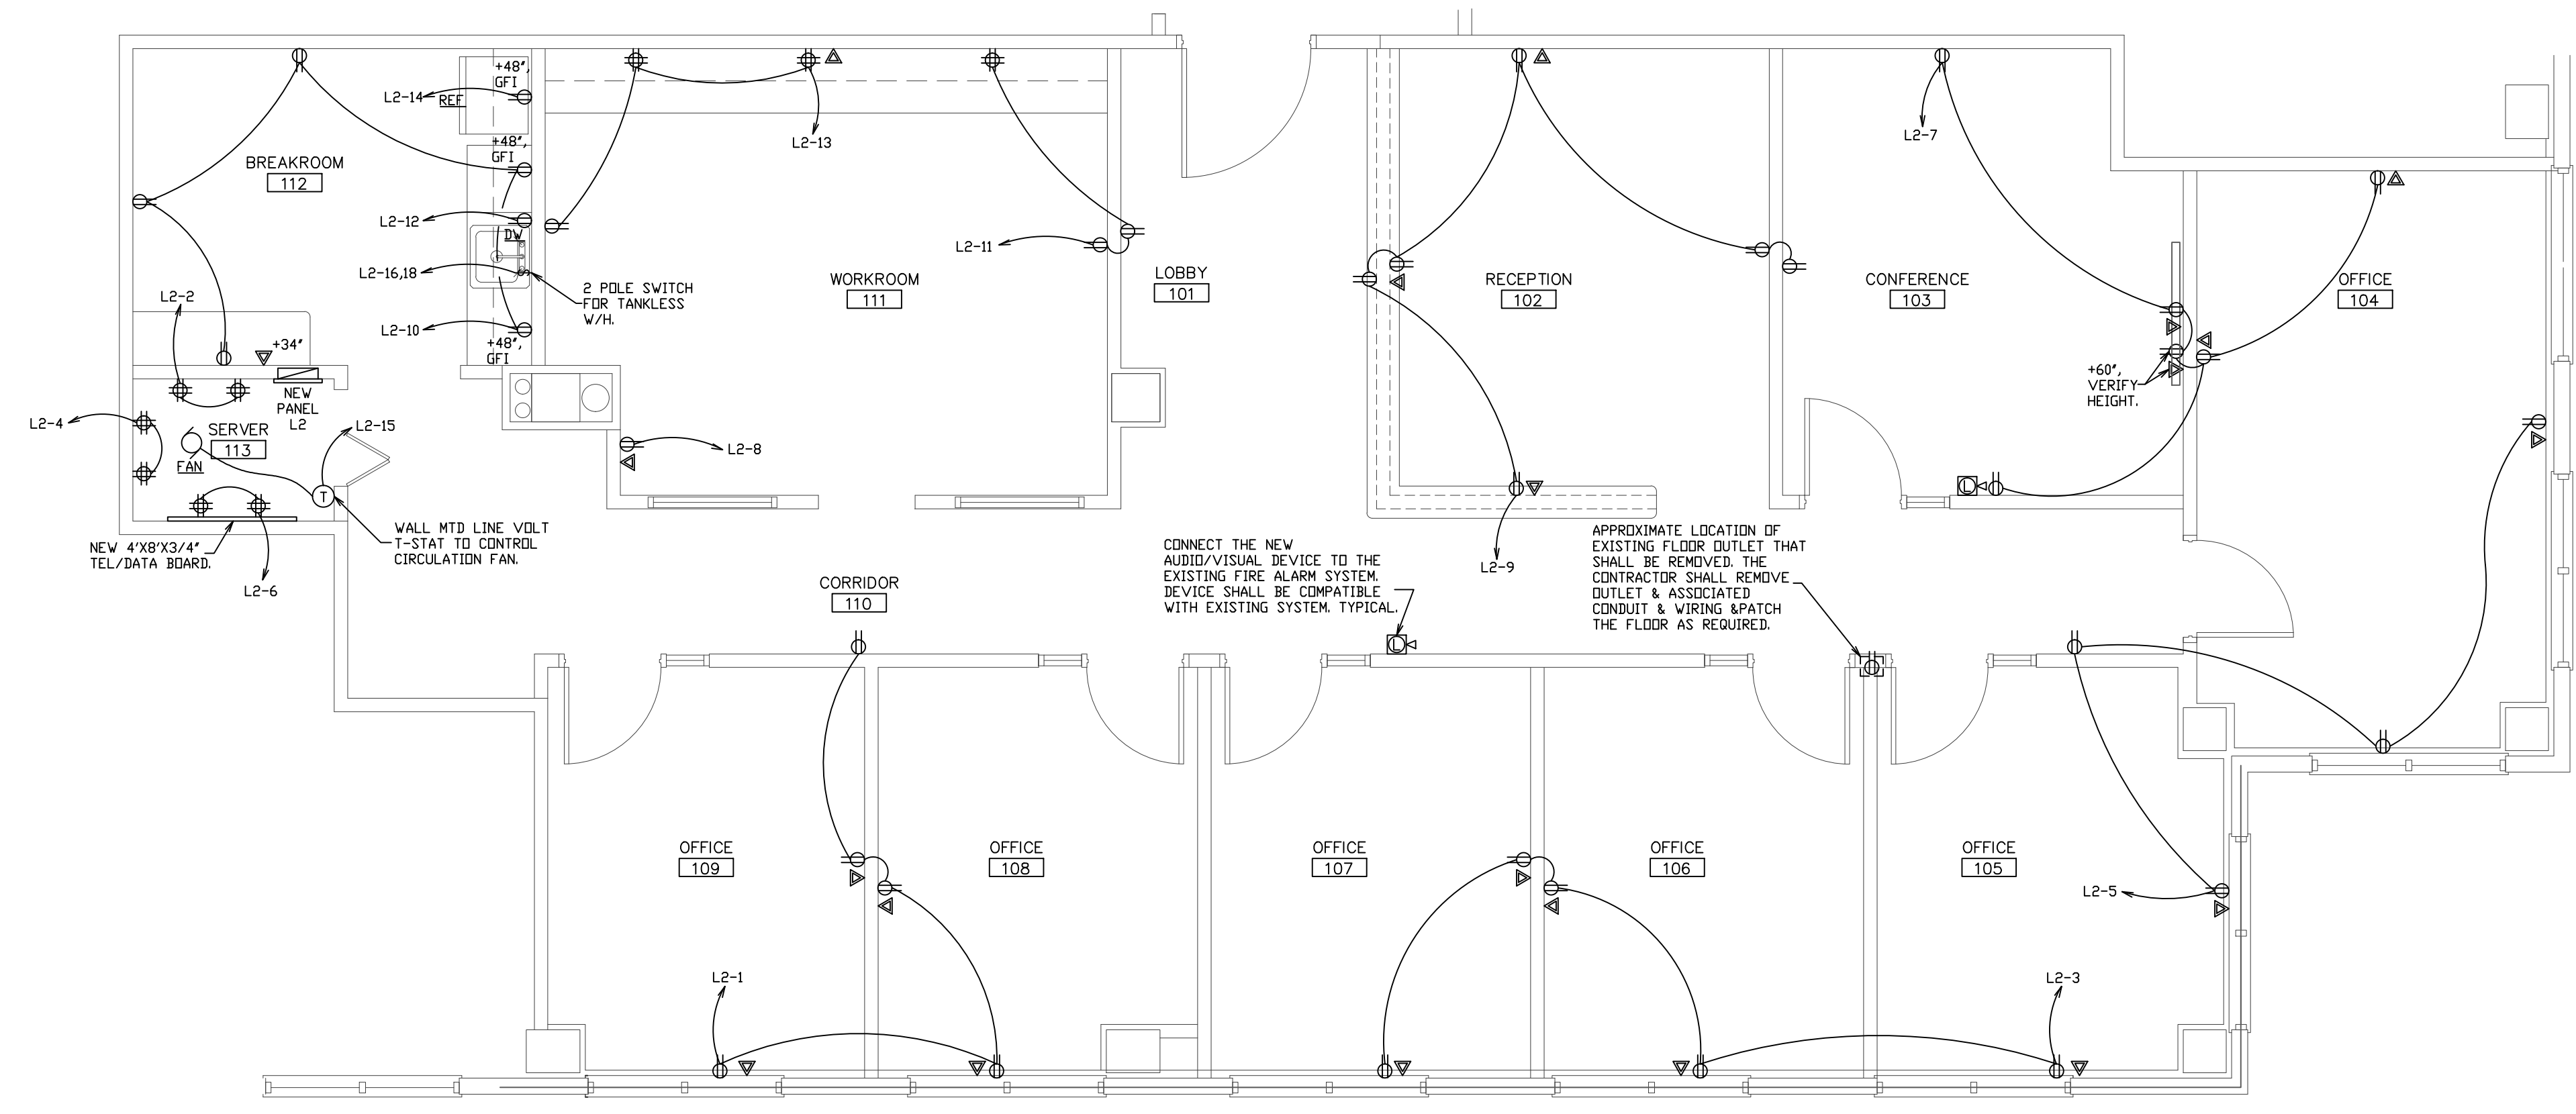 +48",
GFI
L2-14
REF
+48",
GFI
BREAKROOM
112
L2-12
DW
L2-16,18
2 POLE SWITCH
FOR TANKLESS
W/H.
L2-10
+48",
GFI
L2-2
+34"
NEW
PANEL
L2
L2-4
SERVER
113
FAN
L2-15
T
NEW 4'X8'X3/4"
TEL/DATA BOARD.
WALL MTD LINE VOLT
T-STAT TO CONTROL
CIRCULATION FAN.
L2-6
L2-13
WORKROOM
111
L2-11
L2-8
LOBBY
101
RECEPTION
102
L2-7
CONFERENCE
103
OFFICE
104
+60",
VERIFY
HEIGHT.
L
L2-9
CONNECT THE NEW
AUDIO/VISUAL DEVICE TO THE
EXISTING FIRE ALARM SYSTEM.
DEVICE SHALL BE COMPATIBLE
WITH EXISTING SYSTEM. TYPICAL.
APPROXIMATE LOCATION OF
EXISTING FLOOR OUTLET THAT
SHALL BE REMOVED. THE
CONTRACTOR SHALL REMOVE
OUTLET & ASSOCIATED
CONDUIT & WIRING &PATCH
THE FLOOR AS REQUIRED.
CORRIDOR
110
L
OFFICE
109
OFFICE
108
OFFICE
107
OFFICE
106
OFFICE
105
L2-5
L2-1
L2-3